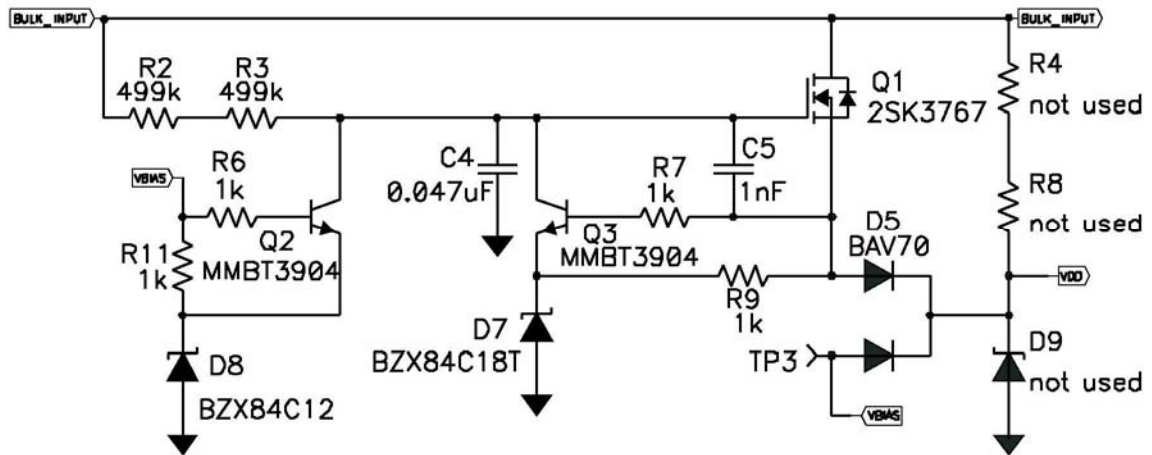 BULK_INPUT
BULK_INPUT
R2
499k
R3
499k
Q1
2SK3767
R4
not used
VBIAS
R6
1k
C4
0.047uF
R7
1k
C5
1nF
R8
not used
R11
1k
Q2
MMBT3904
Q3
MMBT3904
D5
BAV70
VDD
R9
1k
D7
BZX84C18T
D8
BZX84C12
TP3
D9
not used
VBIAS